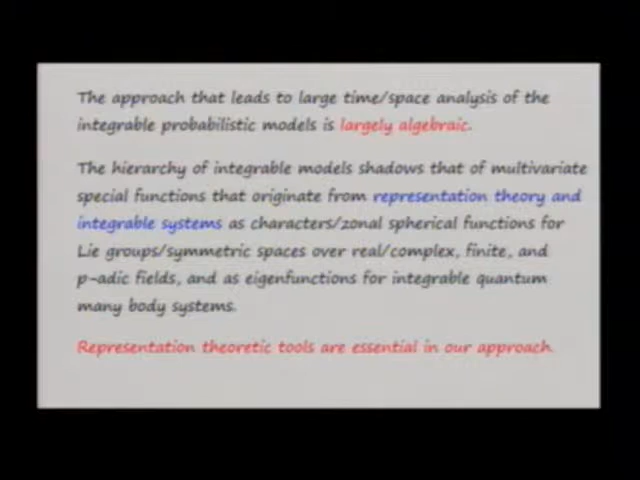 The approach that leads to large time/space analysis of the
integrable probabilistic models is largely algebraic.
The hierarchy of integrable models shadows that of multivariate
special functions that originate from representation theory and
integrable systems as characters/zonal spherical functions for
Lie groups/symmetric spaces over real/complex, finite, and
p-adic fields, and as eigenfunctions for integrable quantum
many body systems.
Representation theoretic tools are essential in our approach.